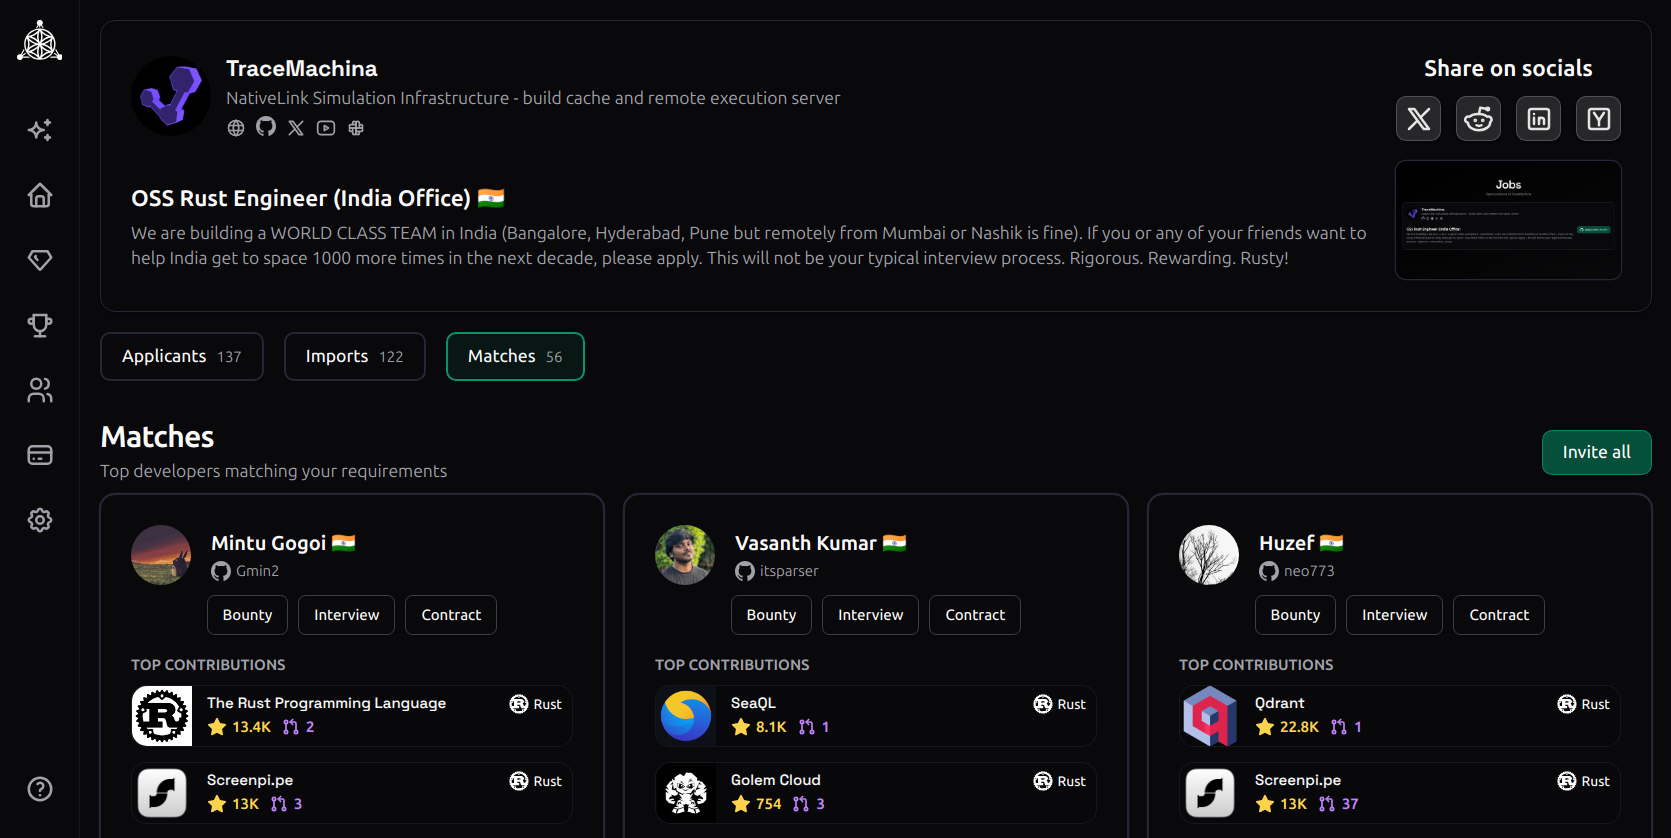 TraceMachina
NativeLink Simulation Infrastructure - build cache and remote execution server
Share on socials
OSS Rust Engineer (India Office)
We are building a WORLD CLASS TEAM in India (Bangalore, Hyderabad, Pune but remotely from Mumbai or Nashik is fine). If you or any of your friends want to
help India get to space 1000 more times in the next decade, please apply. This will not be your typical interview process. Rigorous. Rewarding. Rusty!
Jobs
TraceMachina
OSS Rust Engineer (India Office)
Applicants 137
Imports 122
Matches 56
Matches
Top developers matching your requirements
Invite all
Mintu Gogoi
Gmin2
Bounty
Interview
Contract
TOP CONTRIBUTIONS
The Rust Programming Language
Rust
13.4K 2
Screenpi.pe
Rust
13K 3
Vasanth Kumar
itsparser
Bounty
Interview
Contract
TOP CONTRIBUTIONS
SeaQL
Rust
8.1K 1
Golem Cloud
Rust
754 3
Huzef
neo773
Bounty
Interview
Contract
TOP CONTRIBUTIONS
Qdrant
Rust
22.8K 1
Screenpi.pe
Rust
13K 37